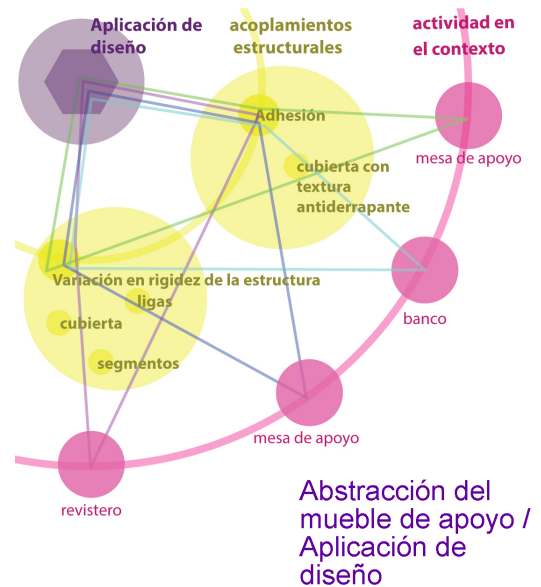 Aplicación de
diseño
acoplamientos
estructurales
actividad en
el contexto
Adhesión
mesa de apoyo
cubierta con
textura
antiderrapante
Variación en rigidez de la estructura
ligas
cubierta
banco
segmentos
mesa de apoyo
revistero
Abstracción del
mueble de apoyo /
Aplicación de
diseño